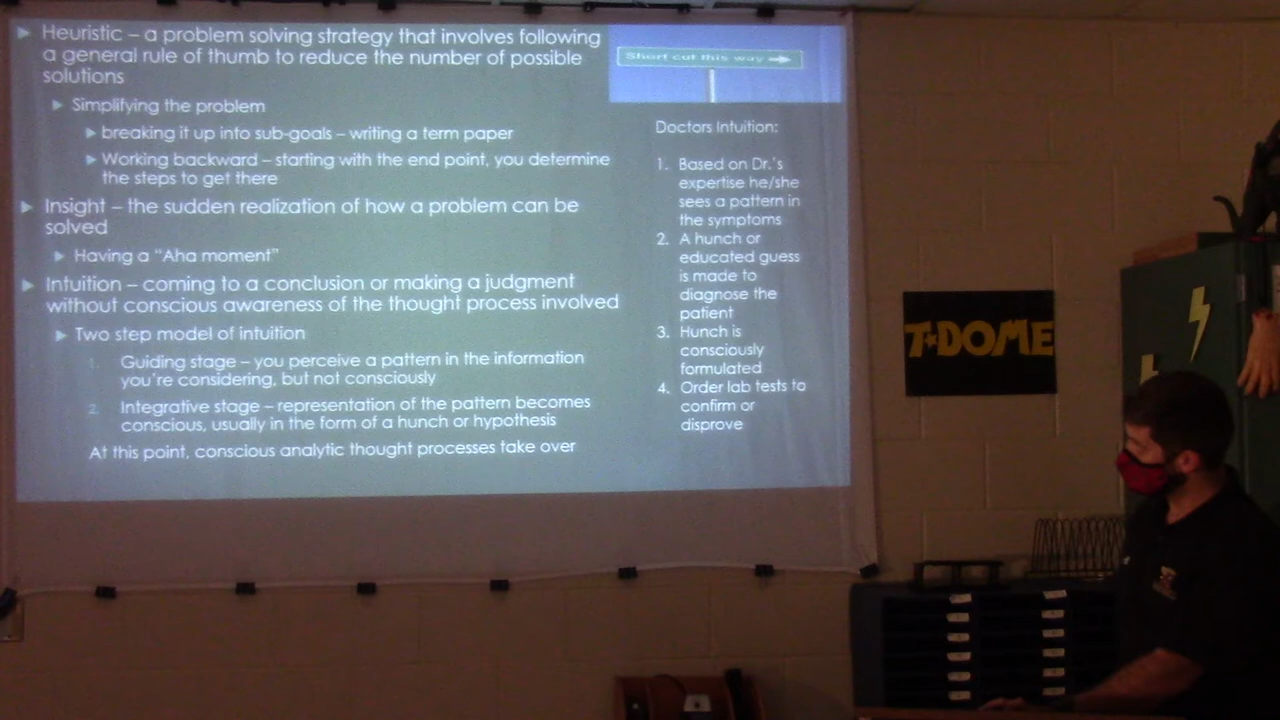 Heuristic – a problem solving strategy that involves following
a general rule of thumb to reduce the number of possible
solutions
Simplifying the problem
breaking it up into sub-goals – writing a term paper
Working backward – starting with the end point, you determine
the steps to get there
Insight – the sudden realization of how a problem can be
solved
Having a “Aha moment”
Intuition – coming to a conclusion or making a judgment
without conscious awareness of the thought process involved
Two step model of intuition
1. Guiding stage – you perceive a pattern in the information
you’re considering, but not consciously
2. Integrative stage – representation of the pattern becomes
conscious, usually in the form of a hunch or hypothesis
At this point, conscious analytic thought processes take over
Short cut this way
Doctors Intuition:
1. Based on Dr.’s
expertise he/she
sees a pattern in
the symptoms
2. A hunch or
educated guess
is made to
diagnose the
patient
3. Hunch is
consciously
formulated
4. Order lab tests to
confirm or
disprove
T★DOME